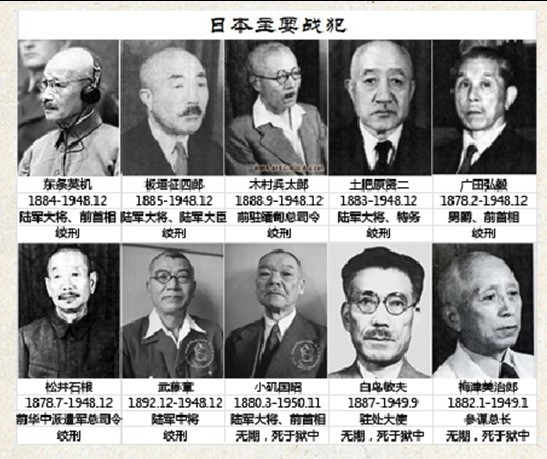 日本主要战犯
东条英机 板垣征四郎 木村兵太郎 土肥原贤二 广田弘毅
1884-1948.12 1885-1948.12 1888.9-1948.12 1883-1948.12 1878.2-1948.12
陆军大将、前首相 陆军大将、陆军大臣 前驻缅甸总司令 陆军大将、特务 男爵、前首相
绞刑 绞刑 绞刑 绞刑 绞刑
松井石根 武藤章 小矶国昭 白鸟敏夫 梅津美治郎
1878.7-1948.12 1892.12-1948.12 1880.3-1950.11 1887-1949.9 1882.1-1949.1
前华中派遣军总司令 陆军中将 陆军大将、前首相 驻处大使 参谋总长
绞刑 绞刑 无期，死于狱中 无期，死于狱中 无期，死于狱中